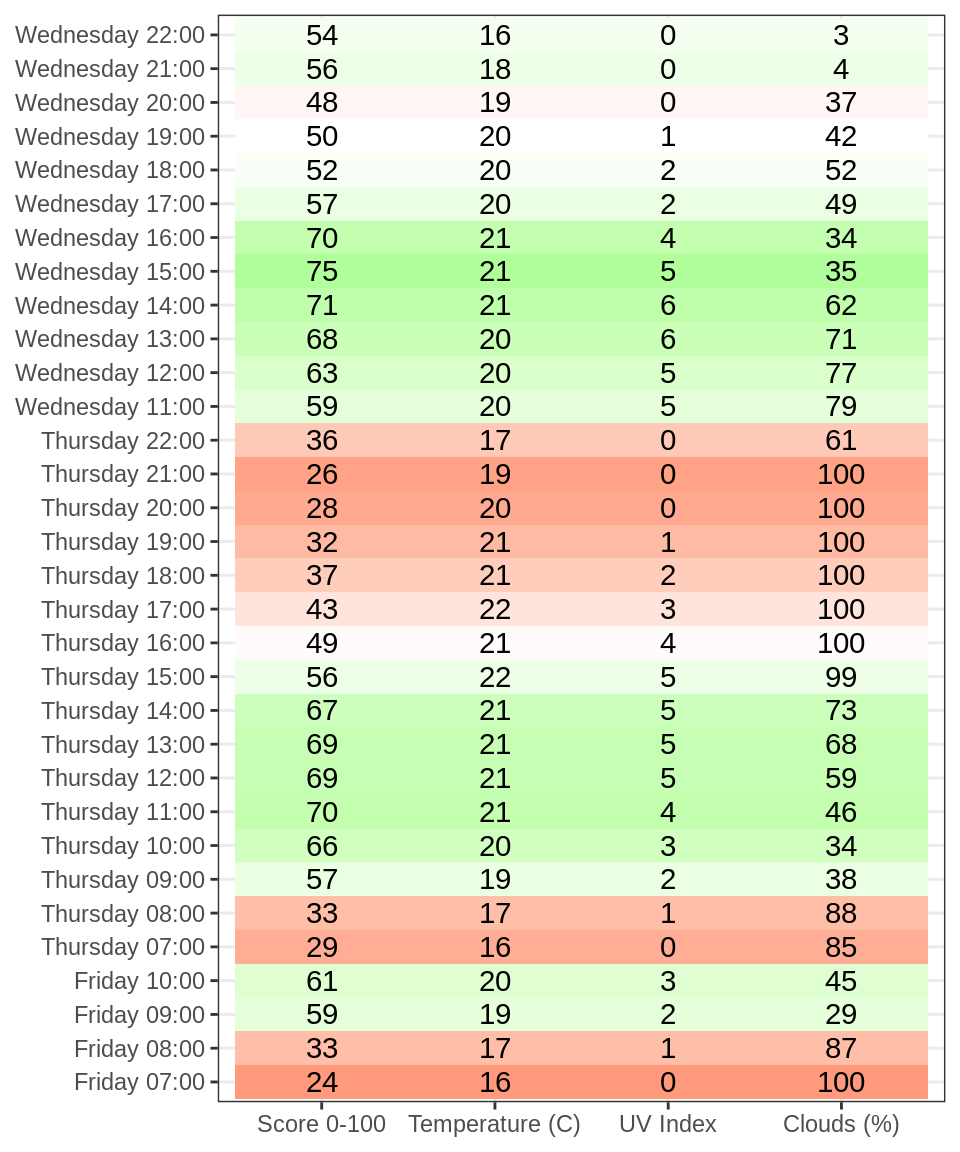 Wednesday 22:00 54 16 0 3
Wednesday 21:00 56 18 0 4
Wednesday 20:00 48 19 0 37
Wednesday 19:00 50 20 1 42
Wednesday 18:00 52 20 2 52
Wednesday 17:00 57 20 2 49
Wednesday 16:00 70 21 4 34
Wednesday 15:00 75 21 5 35
Wednesday 14:00 71 21 6 62
Wednesday 13:00 68 20 6 71
Wednesday 12:00 63 20 5 77
Wednesday 11:00 59 20 5 79
Thursday 22:00 36 17 0 61
Thursday 21:00 26 19 0 100
Thursday 20:00 28 20 0 100
Thursday 19:00 32 21 1 100
Thursday 18:00 37 21 2 100
Thursday 17:00 43 22 3 100
Thursday 16:00 49 21 4 100
Thursday 15:00 56 22 5 99
Thursday 14:00 67 21 5 73
Thursday 13:00 69 21 5 68
Thursday 12:00 69 21 5 59
Thursday 11:00 70 21 4 46
Thursday 10:00 66 20 3 34
Thursday 09:00 57 19 2 38
Thursday 08:00 33 17 1 88
Thursday 07:00 29 16 0 85
Friday 10:00 61 20 3 45
Friday 09:00 59 19 2 29
Friday 08:00 33 17 1 87
Friday 07:00 24 16 0 100
Score 0-100 Temperature (C) UV Index Clouds (%)